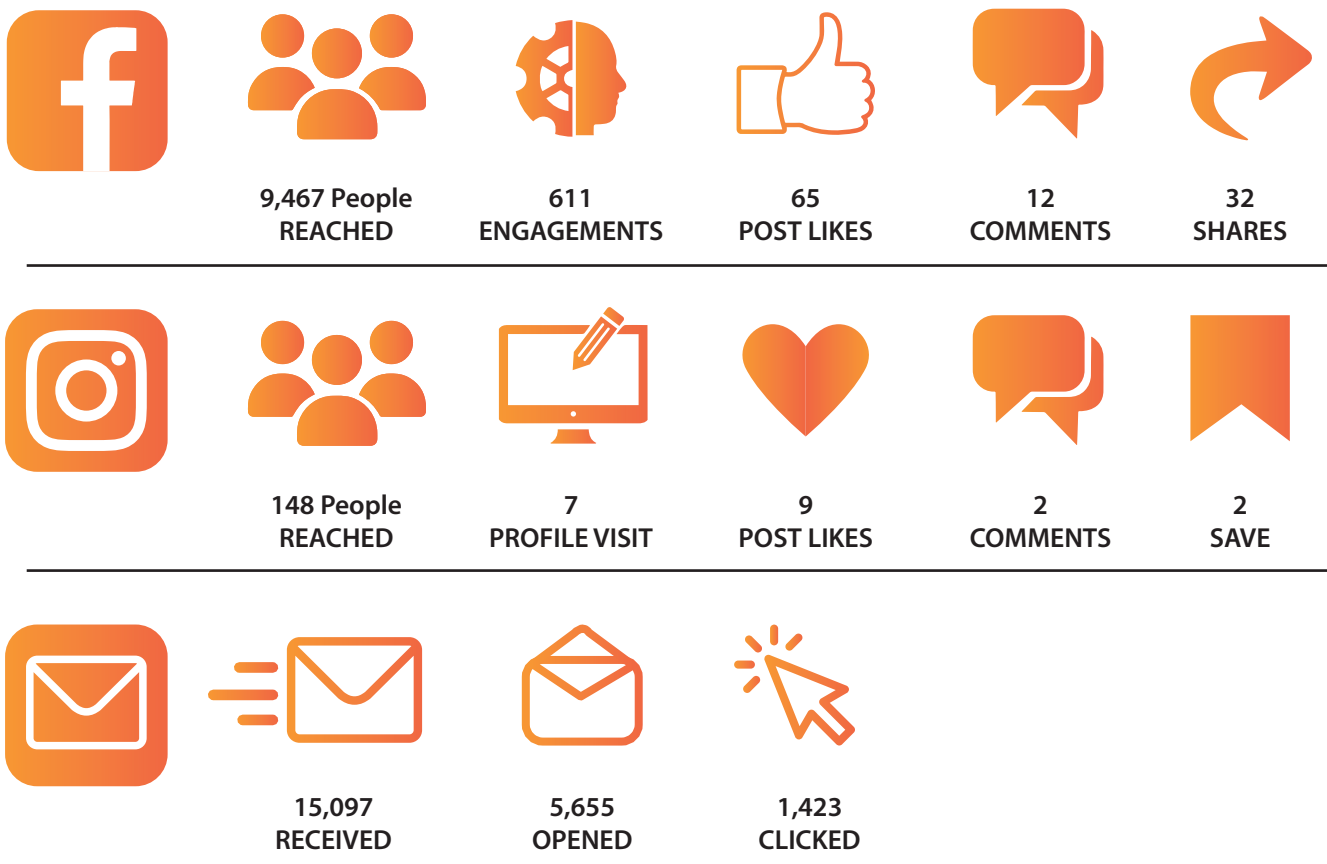 9,467 People
REACHED
611
ENGAGEMENTS
65
POST LIKES
12
COMMENTS
32
SHARES
148 People
REACHED
7
PROFILE VISIT
9
POST LIKES
2
COMMENTS
2
SAVE
15,097
RECEIVED
5,655
OPENED
1,423
CLICKED